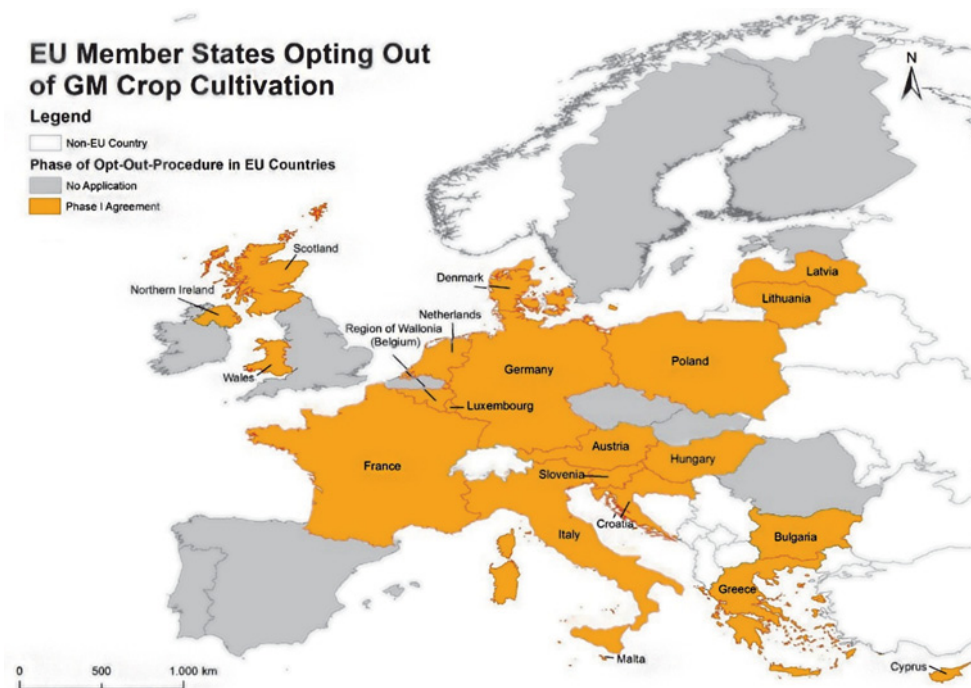 EU Member States Opting Out
of GM Crop Cultivation
Legend
Non-EU Country
Phase of Opt-Out-Procedure in EU Countries
No Application
Phase I Agreement
N
Scotland
Northern Ireland
Wales
Denmark
Netherlands
Region of Wallonia
(Belgium)
Luxembourg
Germany
Poland
Latvia
Lithuania
France
Austria
Hungary
Slovenia
Croatia
Italy
Bulgaria
Greece
Malta
Cyprus
0 500 1.000 km